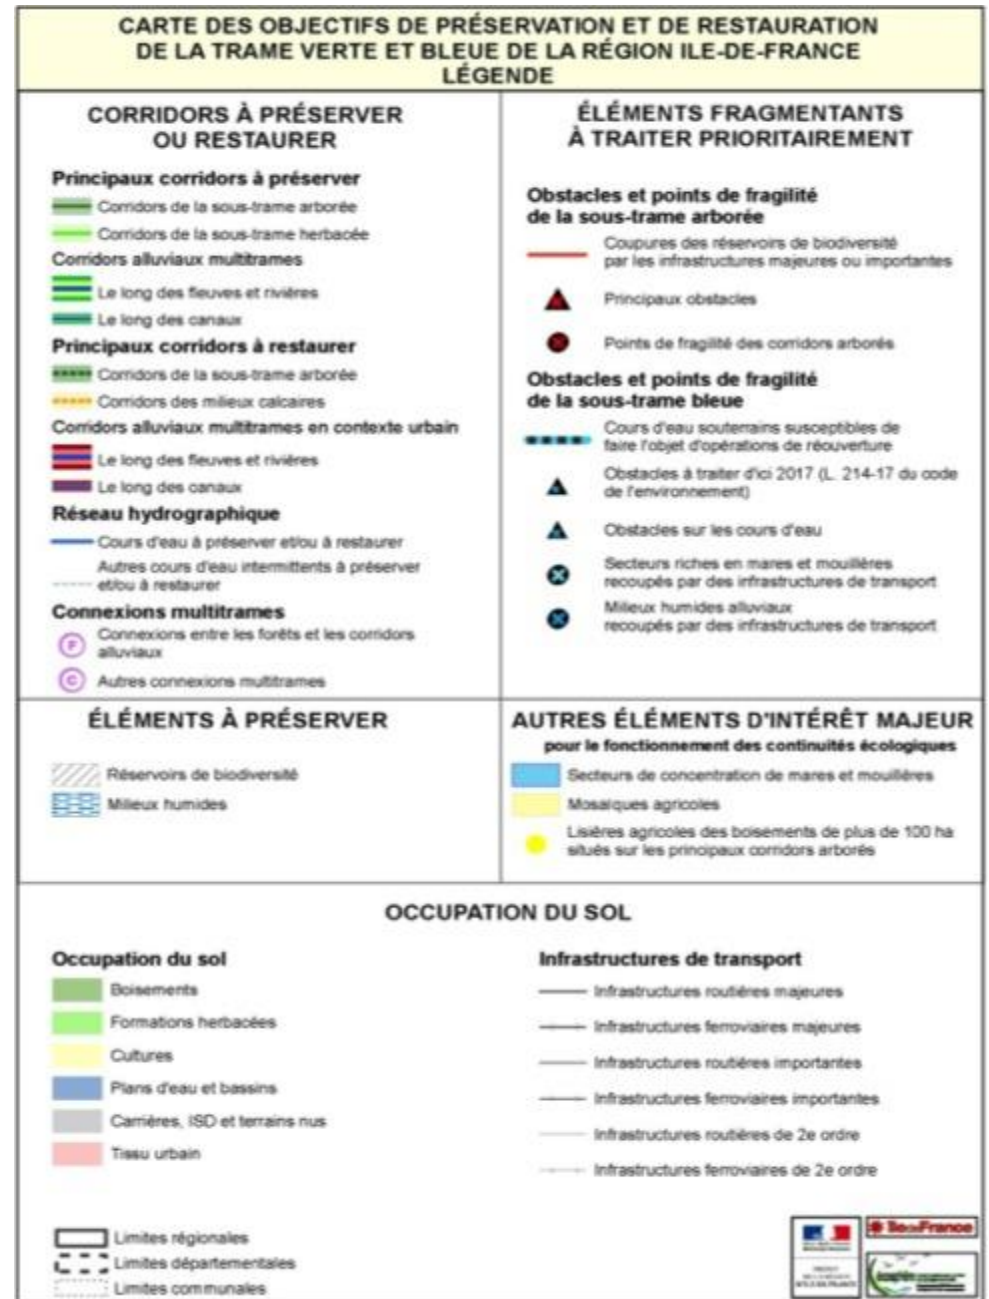 CARTE DES OBJECTIFS DE PRÉSERVATION ET DE RESTAURATION
DE LA TRAME VERTE ET BLEUE DE LA RÉGION ILE-DE-FRANCE
LÉGENDE
CORRIDORS À PRÉSERVER
OU RESTAURER
Principaux corridors à préserver
Corridors de la sous-trame arborée
Corridors de la sous-trame herbacée
Corridors alluviaux multitrames
Le long des fleuves et rivières
Le long des canaux
Principaux corridors à restaurer
Corridors de la sous-trame arborée
Corridors des milieux calcaires
Corridors alluviaux multitrames en contexte urbain
Le long des fleuves et rivières
Le long des canaux
Réseau hydrographique
Cours d'eau à préserver et/ou à restaurer
Autres cours d'eau intermittents à préserver
et/ou à restaurer
Connexions multitrames
F
Connexions entre les forêts et les corridors
alluviaux
C
Autres connexions multitrames
ÉLÉMENTS FRAGMENTANTS
À TRAITER PRIORITAIREMENT
Obstacles et points de fragilité
de la sous-trame arborée
Coupures des réservoirs de biodiversité
par les infrastructures majeures ou importantes
Principaux obstacles
Points de fragilité des corridors arborés
Obstacles et points de fragilité
de la sous-trame bleue
Cours d'eau souterrains susceptibles de
faire l'objet d'opérations de réouverture
Obstacles à traiter d'ici 2017 (L. 214-17 du code
de l'environnement)
Obstacles sur les cours d'eau
Secteurs riches en mares et mouillères
recoupés par des infrastructures de transport
Milieux humides alluviaux
recoupés par des infrastructures de transport
ÉLÉMENTS À PRÉSERVER
Réservoirs de biodiversité
Milieux humides
AUTRES ÉLÉMENTS D'INTÉRÊT MAJEUR
pour le fonctionnement des continuités écologiques
Secteurs de concentration de mares et mouillères
Mosaïques agricoles
Lisières agricoles des boisements de plus de 100 ha
situés sur les principaux corridors arborés
OCCUPATION DU SOL
Occupation du sol
Boisements
Formations herbacées
Cultures
Plans d'eau et bassins
Carrières, ISD et terrains nus
Tissu urbain
Limites régionales
Limites départementales
Limites communales
Infrastructures de transport
Infrastructures routières majeures
Infrastructures ferroviaires majeures
Infrastructures routières importantes
Infrastructures ferroviaires importantes
Infrastructures routières de 2e ordre
Infrastructures ferroviaires de 2e ordre
île de France